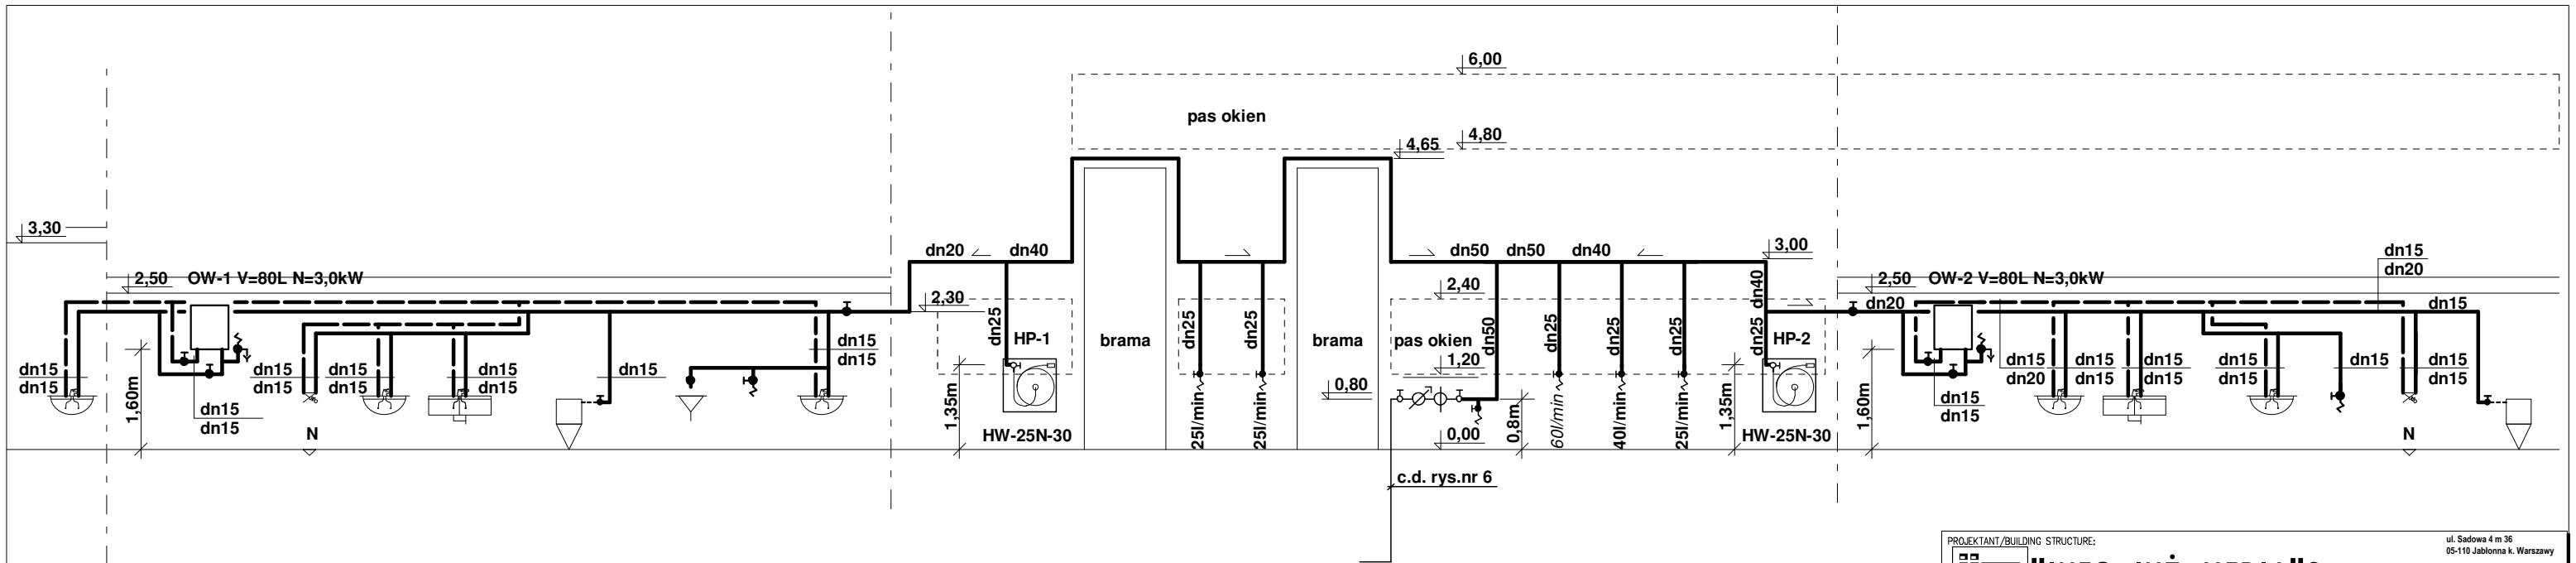 6,00
pas okien
4,80
4,65
3,30
dn20
dn40
dn50
dn50
dn40
3,00
dn15
dn20
2,50
OW-1 V=80L N=3,0kW
2,40
2,50
OW-2 V=80L N=3,0kW
2,30
dn40
dn20
dn15
dn25
HP-1
brama
dn25
dn25
brama
pas okien
dn50
dn25
dn25
dn25
dn25
HP-2
dn15
dn15
1,20
dn15
dn15
1,60m
dn15
dn15
dn15
dn15
dn15
dn15
dn15
0,80
dn15
dn20
dn15
dn15
dn15
dn15
dn15
dn15
dn15
dn15
dn15
dn15
dn15
1,35m
1,35m
1,60m
dn15
dn15
N
HW-25N-30
25l/min
25l/min
0,00
0,8m
60l/min
40l/min
25l/min
HW-25N-30
N
c.d. rys.nr 6
PROJEKTANT/BUILDING STRUCTURE:
ul. Sadowa 4 m 36
05-110 Jabłonna k. Warszawy